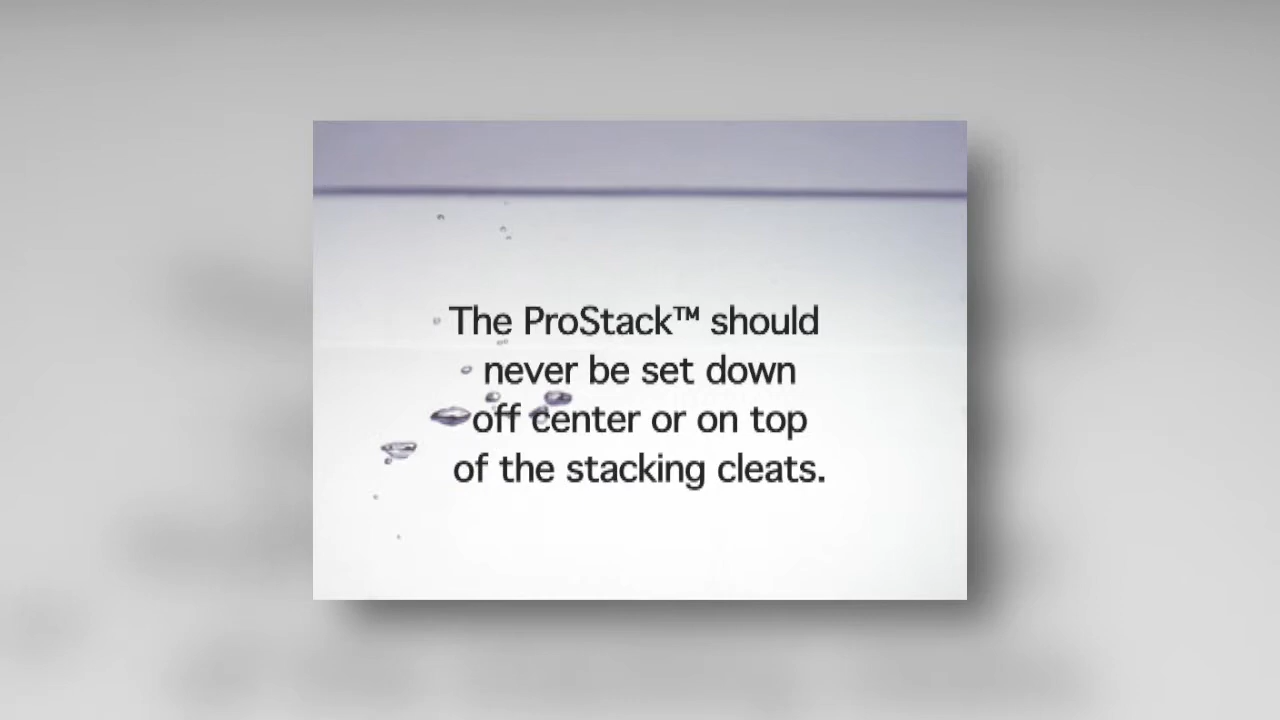 The ProStack™ should
never be set down
off center or on top
of the stacking cleats.